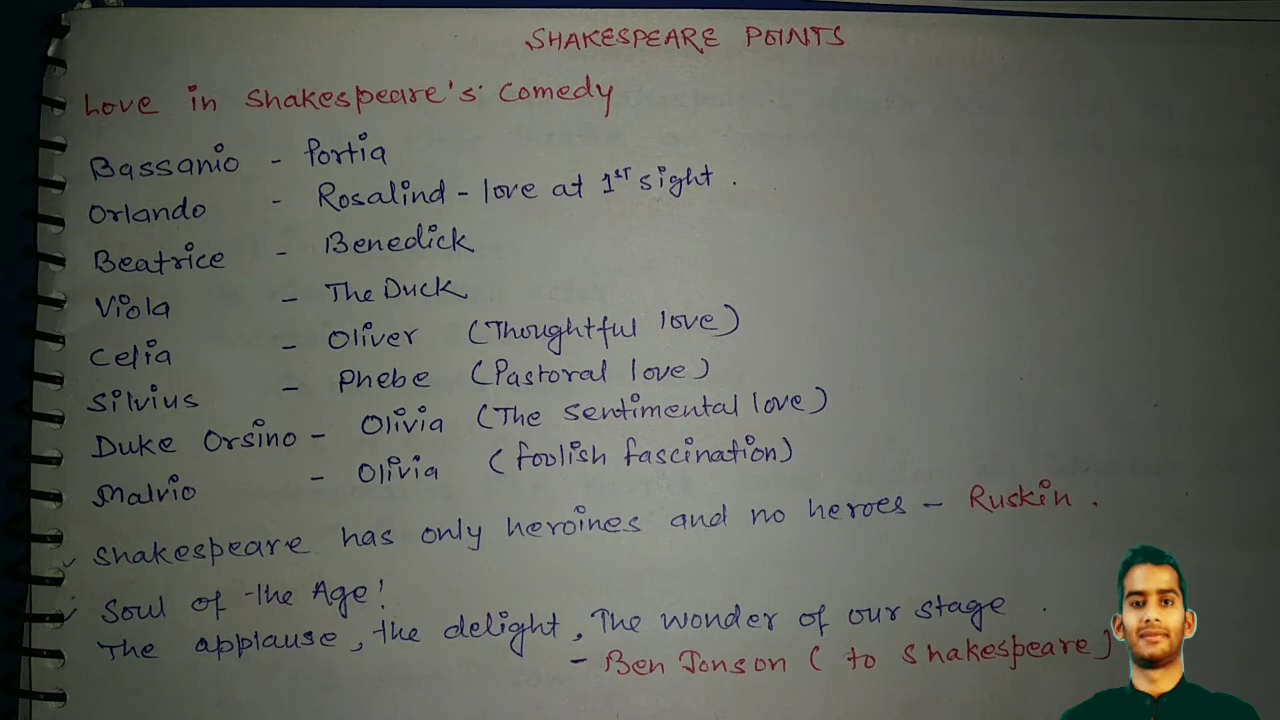 SHAKESPEARE POINTS
Love in Shakespeare's Comedy
Bassanio - Portia
Orlando - Rosalind - love at 1ST sight.
Beatrice - Benedick
Viola - The Duck
Celia - Oliver (Thoughtful love)
Silvius - Phebe (Pastoral love)
Duke Orsino - Olivia (The sentimental love)
Malvio - Olivia (foolish fascination)
Shakespeare has only heroines and no heroes - Ruskin.
Soul of the Age!
The applause, the delight, The wonder of our stage.
- Ben Jonson (to Shakespeare)